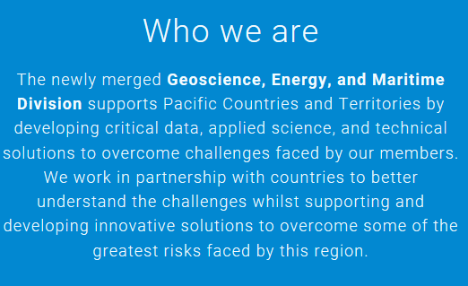 Who we are
The newly merged Geoscience, Energy, and Maritime
Division supports Pacific Countries and Territories by
developing critical data, applied science, and technical
solutions to overcome challenges faced by our members.
We work in partnership with countries to better
understand the challenges whilst supporting and
developing innovative solutions to overcome some of the
greatest risks faced by this region.